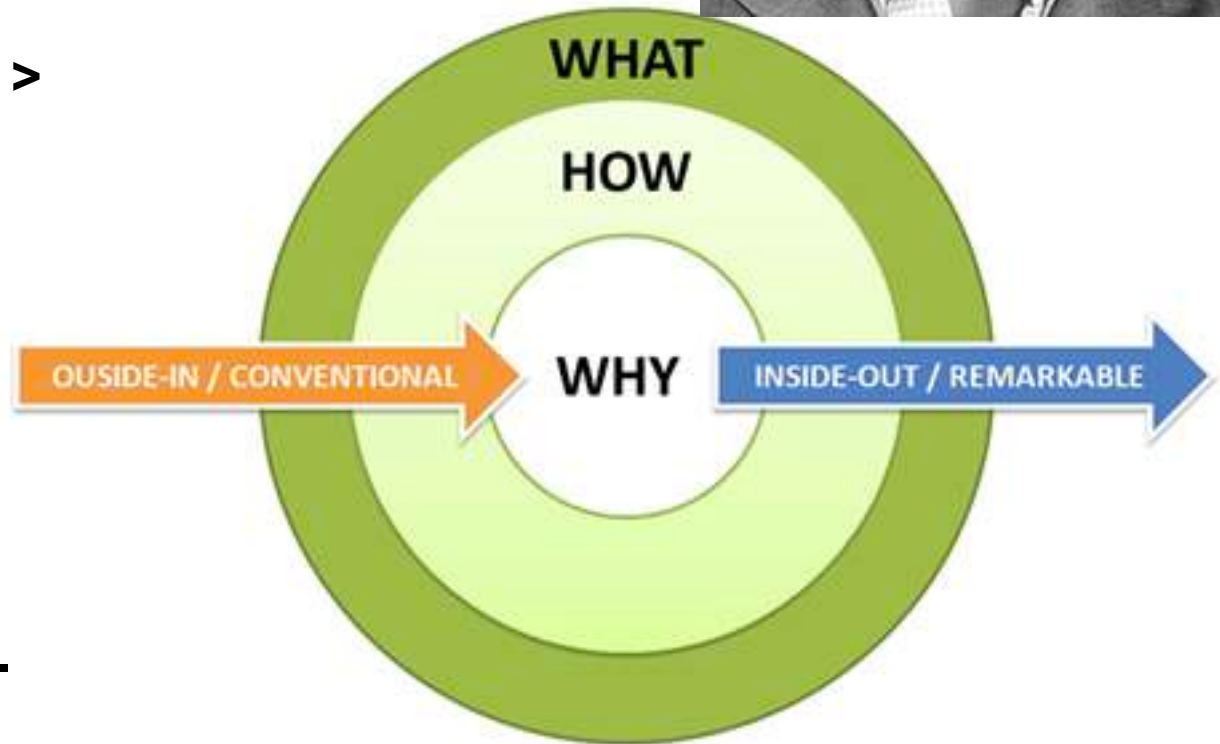 WHAT
>
HOW
OUSIDE-IN / CONVENTIONAL
WHY
INSIDE-OUT / REMARKABLE